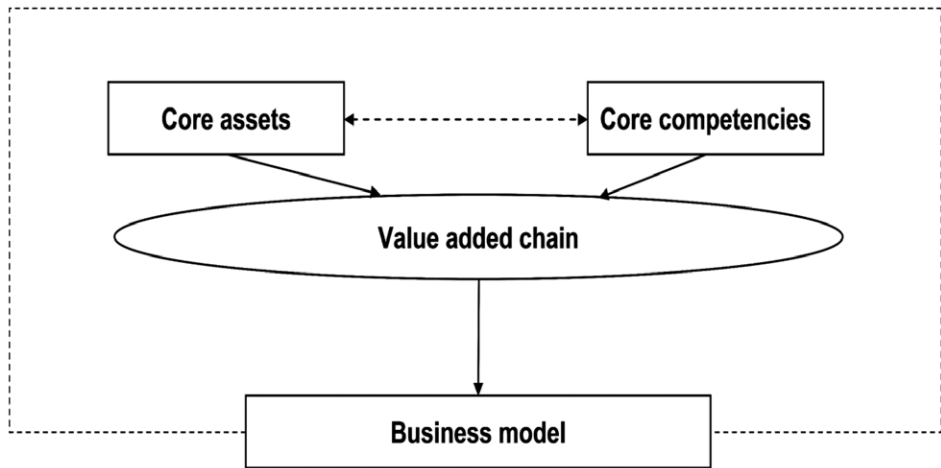 Core assets
Core competencies
Value added chain
Business model